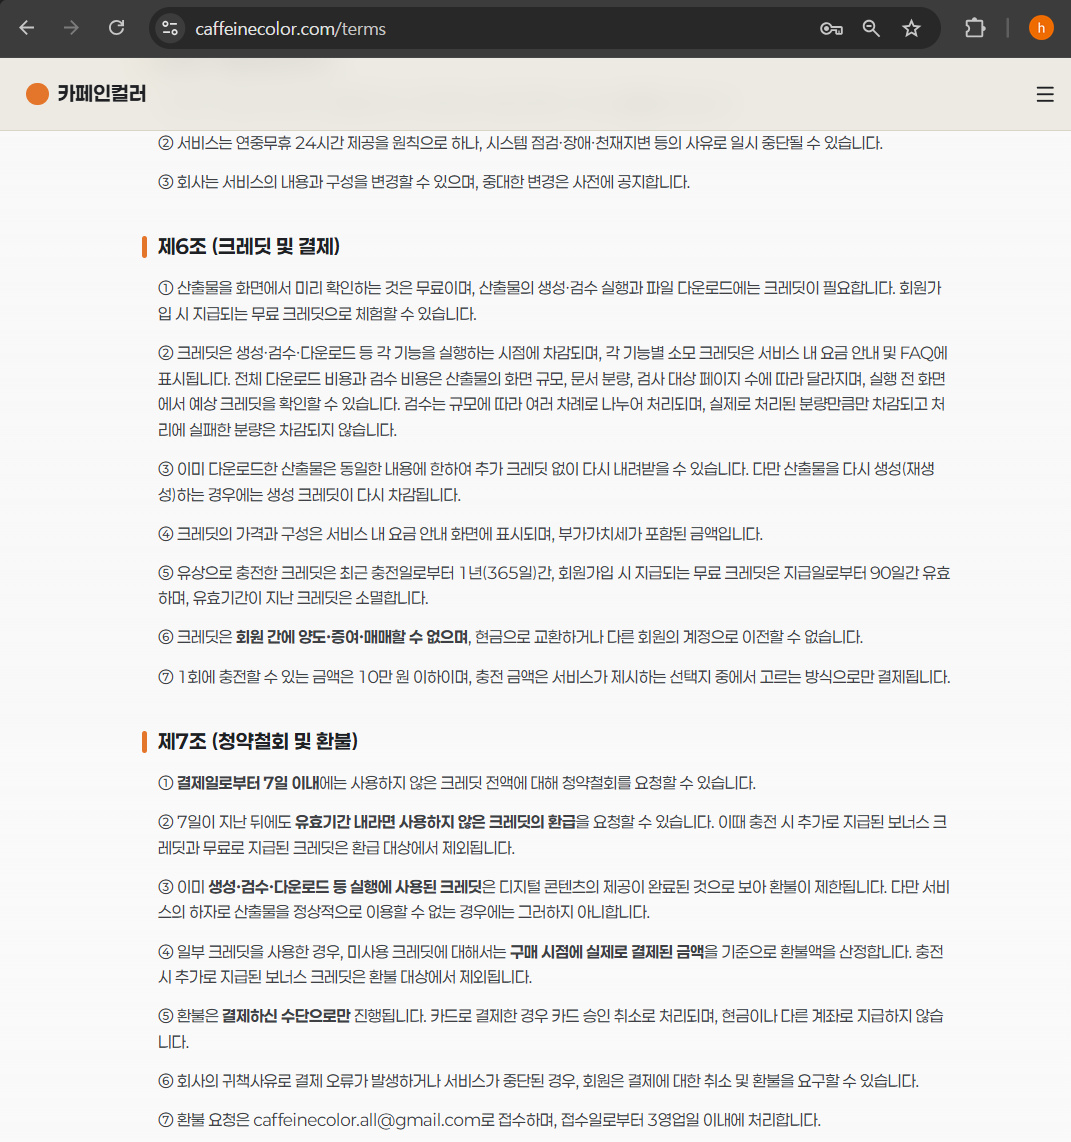 caffeinecolor.com/terms
h
카페인컬러
② 서비스는 연중무휴 24시간 제공을 원칙으로 하나, 시스템 점검·장애·천재지변 등의 사유로 일시 중단될 수 있습니다.
③ 회사는 서비스의 내용과 구성을 변경할 수 있으며, 중대한 변경은 사전에 공지합니다.
제6조 (크레딧 및 결제)
① 산출물을 화면에서 미리 확인하는 것은 무료이며, 산출물의 생성·검수 실행과 파일 다운로드에는 크레딧이 필요합니다. 회원가
입 시 지급되는 무료 크레딧으로 체험할 수 있습니다.
② 크레딧은 생성·검수·다운로드 등 각 기능을 실행하는 시점에 차감되며, 각 기능별 소모 크레딧은 서비스 내 요금 안내 및 FAQ에
표시됩니다. 전체 다운로드 비용과 검수 비용은 산출물의 화면 규모, 문서 분량, 검사 대상 페이지 수에 따라 달라지며, 실행 전 화면
에서 예상 크레딧을 확인할 수 있습니다. 검수는 규모에 따라 여러 차례로 나누어 처리되며, 실제로 처리된 분량만큼만 차감되고 처
리에 실패한 분량은 차감되지 않습니다.
③ 이미 다운로드한 산출물은 동일한 내용에 한하여 추가 크레딧 없이 다시 내려받을 수 있습니다. 다만 산출물을 다시 생성(재생
성)하는 경우에는 생성 크레딧이 다시 차감됩니다.
④ 크레딧의 가격과 구성은 서비스 내 요금 안내 화면에 표시되며, 부가가치세가 포함된 금액입니다.
⑤ 유상으로 충전한 크레딧은 최근 충전일로부터 1년(365일)간, 회원가입 시 지급되는 무료 크레딧은 지급일로부터 90일간 유효
하며, 유효기간이 지난 크레딧은 소멸합니다.
⑥ 크레딧은 회원 간에 양도·증여·매매할 수 없으며, 현금으로 교환하거나 다른 회원의 계정으로 이전할 수 없습니다.
⑦ 1회에 충전할 수 있는 금액은 10만 원 이하이며, 충전 금액은 서비스가 제시하는 선택지 중에서 고르는 방식으로만 결제됩니다.
제7조 (청약철회 및 환불)
① 결제일로부터 7일 이내에는 사용하지 않은 크레딧 전액에 대해 청약철회를 요청할 수 있습니다.
② 7일이 지난 뒤에도 유효기간 내라면 사용하지 않은 크레딧의 환급을 요청할 수 있습니다. 이때 충전 시 추가로 지급된 보너스 크
레딧과 무료로 지급된 크레딧은 환급 대상에서 제외됩니다.
③ 이미 생성·검수·다운로드 등 실행에 사용된 크레딧은 디지털 콘텐츠의 제공이 완료된 것으로 보아 환불이 제한됩니다. 다만 서비
스의 하자로 산출물을 정상적으로 이용할 수 없는 경우에는 그러하지 아니합니다.
④ 일부 크레딧을 사용한 경우, 미사용 크레딧에 대해서는 구매 시점에 실제로 결제된 금액을 기준으로 환불액을 산정합니다. 충전
시 추가로 지급된 보너스 크레딧은 환불 대상에서 제외됩니다.
⑤ 환불은 결제하신 수단으로만 진행됩니다. 카드로 결제한 경우 카드 승인 취소로 처리되며, 현금이나 다른 계좌로 지급하지 않습
니다.
⑥ 회사의 귀책사유로 결제 오류가 발생하거나 서비스가 중단된 경우, 회원은 결제에 대한 취소 및 환불을 요구할 수 있습니다.
⑦ 환불 요청은 caffeinecolor.all@gmail.com로 접수하며, 접수일로부터 3영업일 이내에 처리합니다.